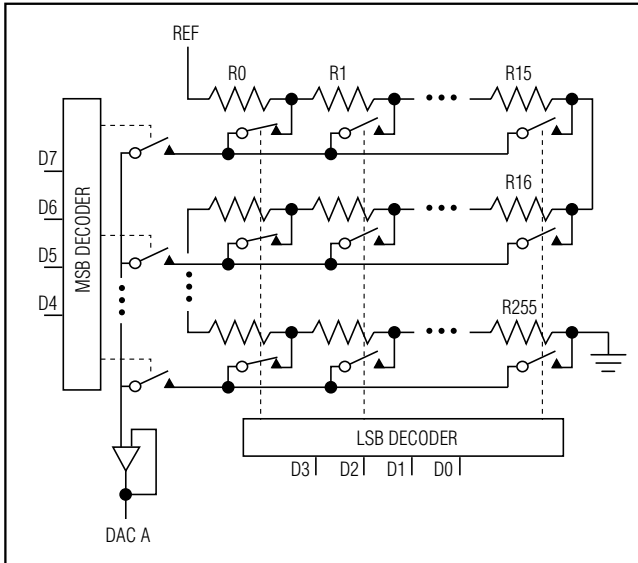 REF
R0 R1 R15
D7
D6
D5
D4
MSB DECODER
R16
R255
LSB DECODER
D3 D2 D1 D0
DAC A